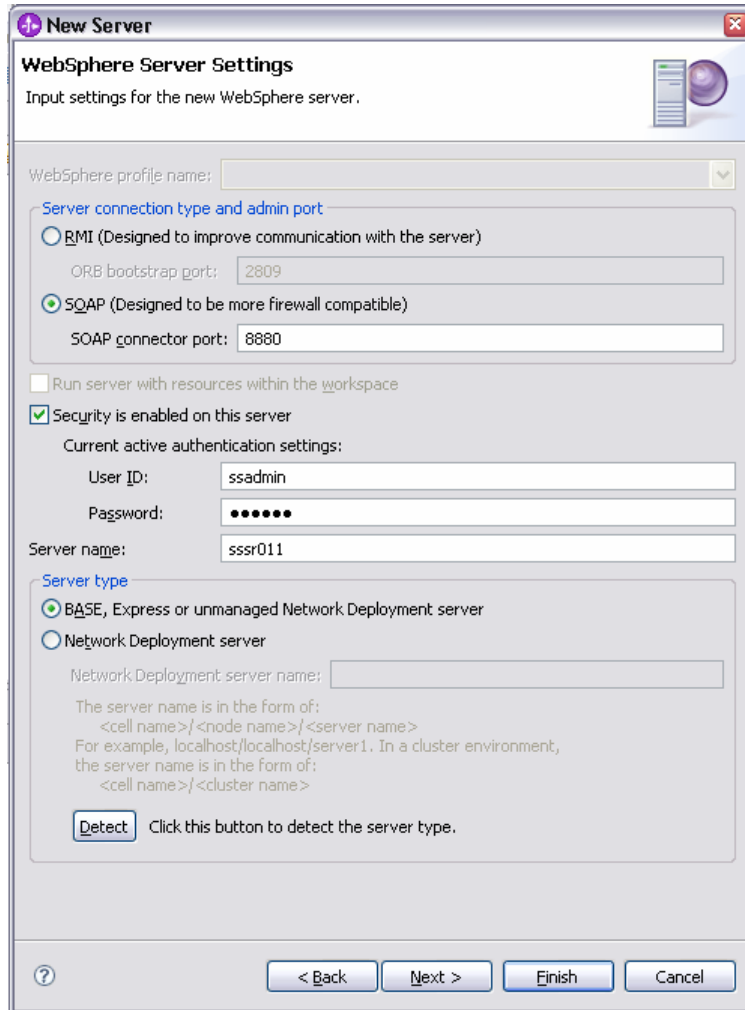 New Server
WebSphere Server Settings
Input settings for the new WebSphere server.
WebSphere profile name:
Server connection type and admin port
RMI (Designed to improve communication with the server)
ORB bootstrap port: 2809
SOAP (Designed to be more firewall compatible)
SOAP connector port: 8880
Run server with resources within the workspace
Security is enabled on this server
Current active authentication settings:
User ID: ssadmin
Password: ●●●●●●
Server name: sssr011
Server type
BASE, Express or unmanaged Network Deployment server
Network Deployment server
Network Deployment server name:
The server name is in the form of:
<cell name>/<node name>/<server name>
For example, localhost/localhost/server1. In a cluster environment,
the server name is in the form of:
<cell name>/<cluster name>
Detect Click this button to detect the server type.
? < Back Next > Finish Cancel